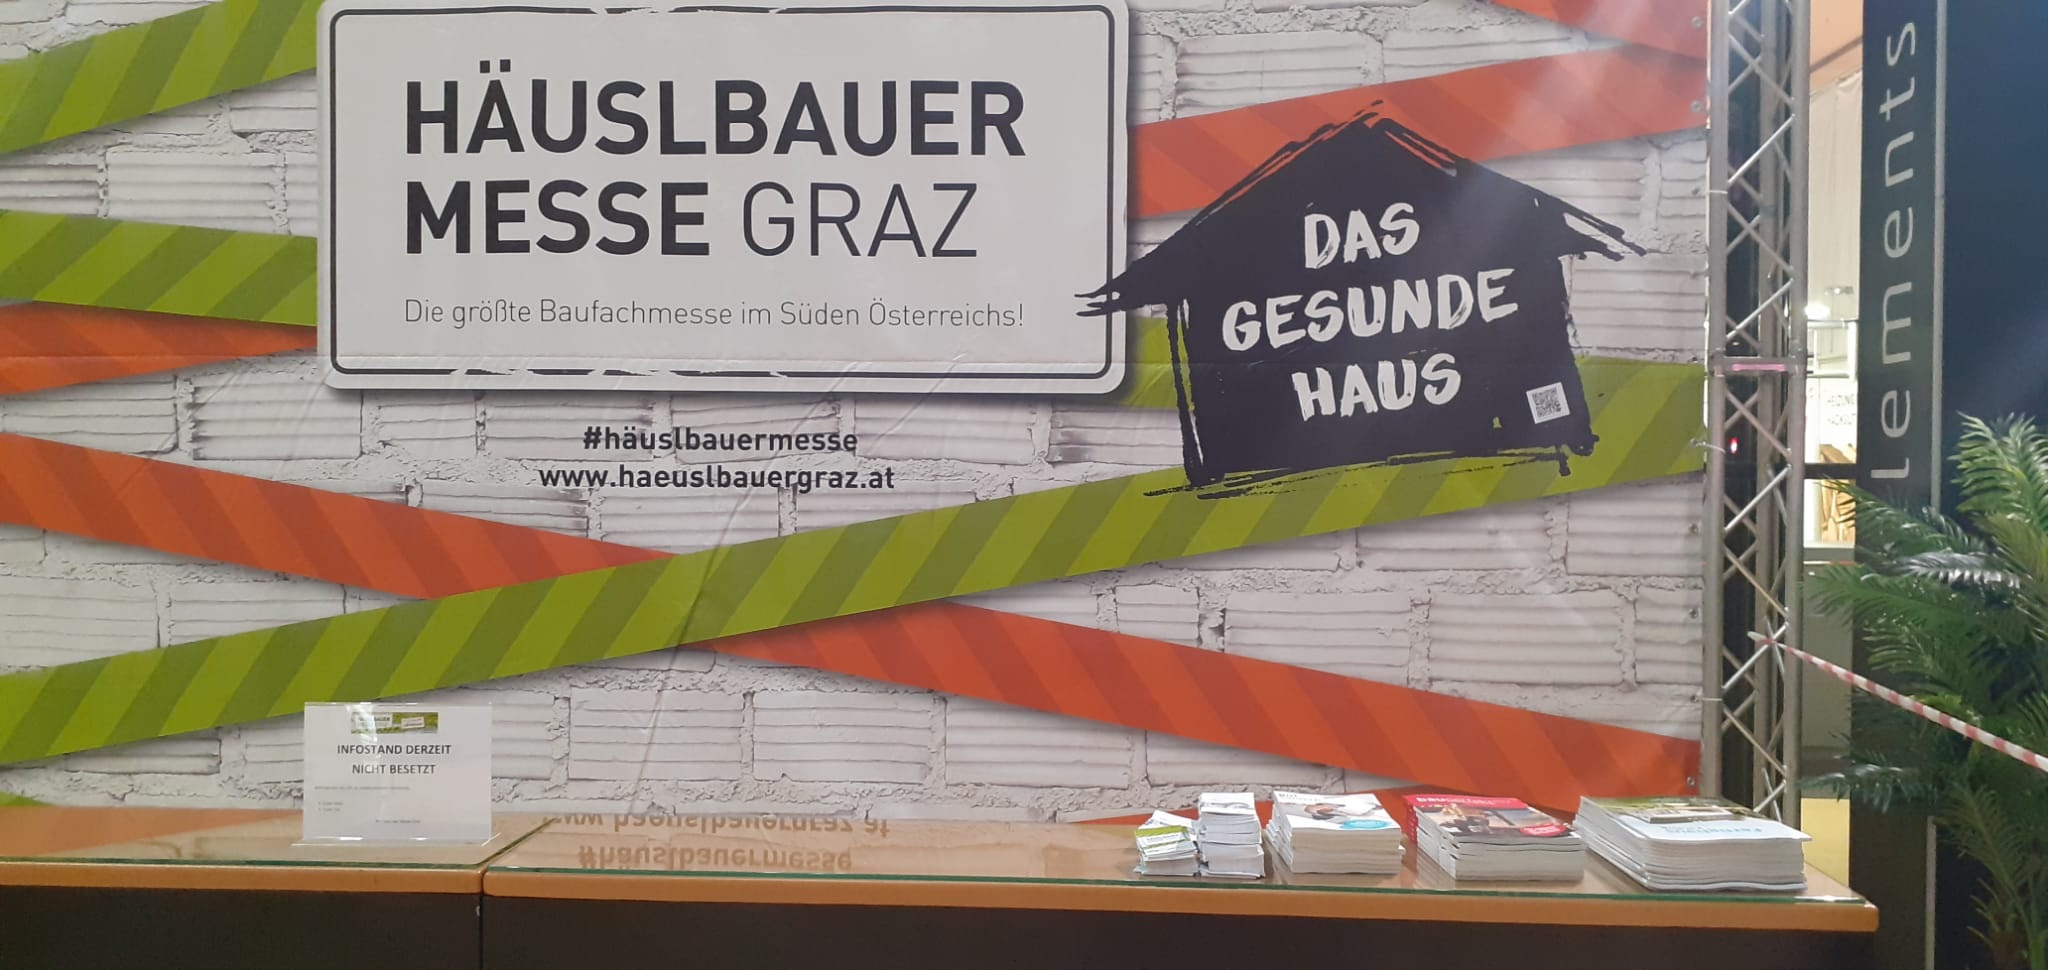 HÄUSLBAUER
MESSE GRAZ
Die größte Baufachmesse im Süden Österreichs!
#häuslbauermesse
www.haeuslbauergraz.at
DAS
GESUNDE
HAUS
lements
INFOSTAND DERZEIT
NICHT BESETZT